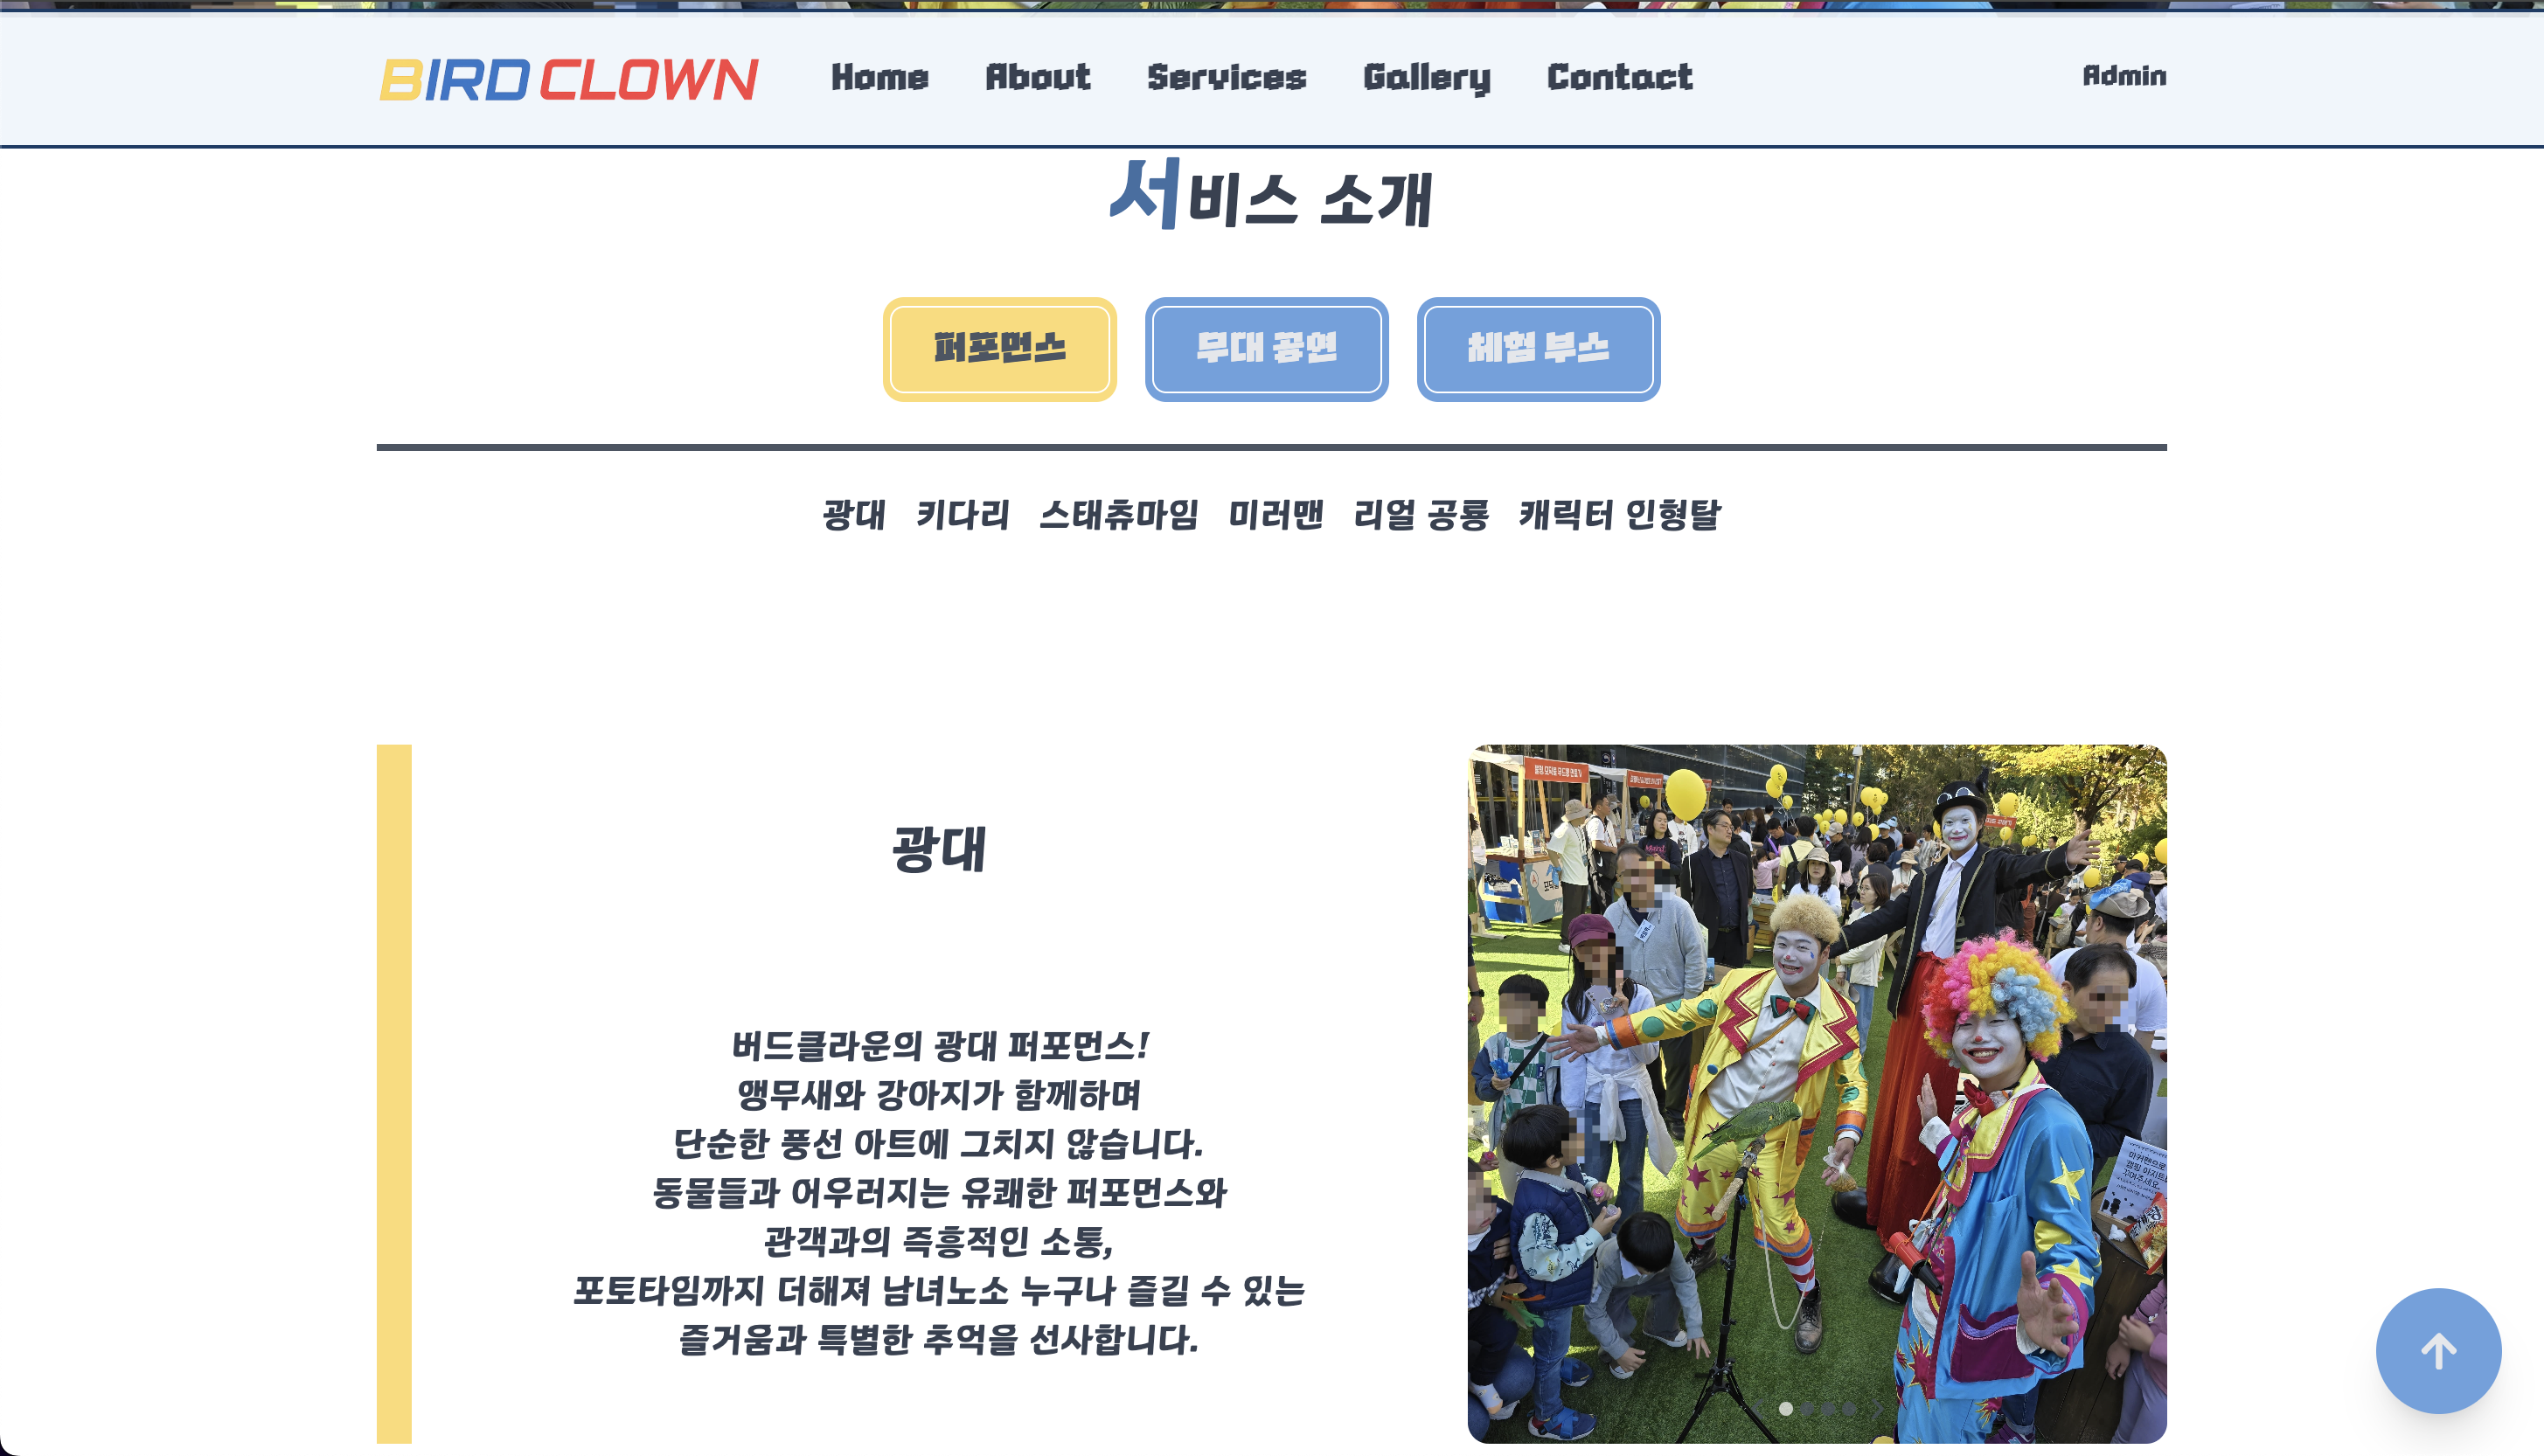 BIRD CLOWN
Home About Services Gallery Contact
Admin
서비스 소개
퍼포먼스 무대 공연 체험 부스
광대 키다리 스태츄마임 미러맨 리얼 공룡 캐릭터 인형탈
광대
버드클라운의 광대 퍼포먼스!
앵무새와 강아지가 함께하며
단순한 풍선 아트에 그치지 않습니다.
동물들과 어우러지는 유쾌한 퍼포먼스와
관객과의 즉흥적인 소통,
포토타임까지 더해져 남녀노소 누구나 즐길 수 있는
즐거움과 특별한 추억을 선사합니다.